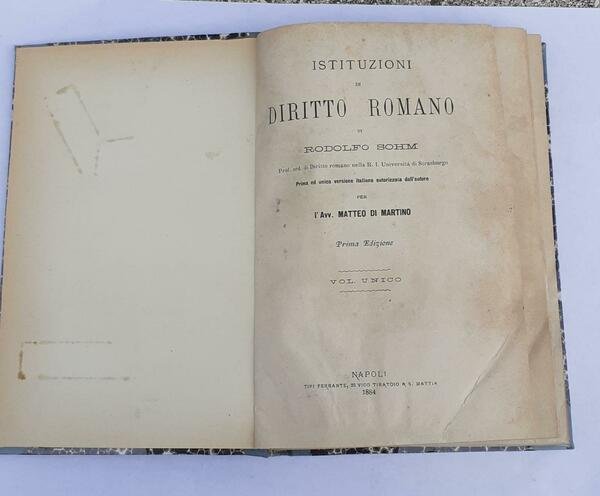 ISTITUZIONI
DI
DIRITTO ROMANO
DI
RODOLFO SOHM
Prof. ord. di Diritto romano nella R. I. Università di Strasburgo
Prima ed unica versione italiana autorizzata dall'autore
PER
l'Avv. MATTEO DI MARTINO
Prima Edizione
VOL. UNICO
NAPOLI
TIPI FERRANTE, VICO TIRATOIO A S. MATTIA
1884